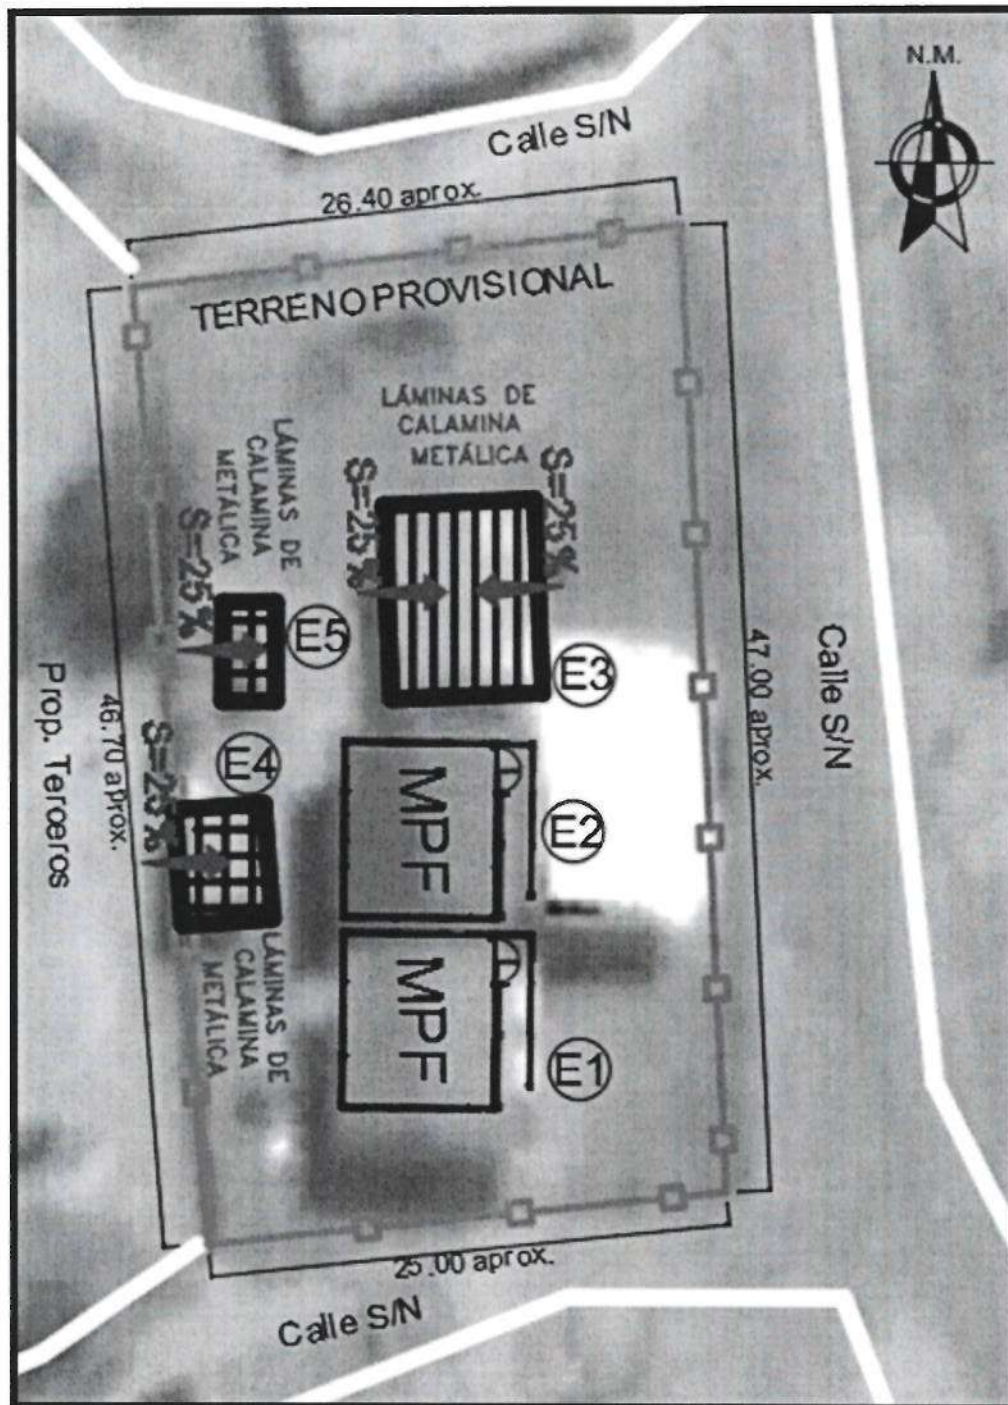 N.M.
Calle S/N
26.40 aprox.
TERRENO PROVISIONAL
LÁMINAS DE
CALAMINA
METÁLICA
S=25%
S=25%
LÁMINAS DE
CALAMINA
METÁLICA
S=25%
E5
E3
47.00 aprox.
Calle S/N
Prop. Terceros
46.70 aprox.
S=25%
E4
MPF
E2
LÁMINAS DE
CALAMINA
METÁLICA
MPF
E1
25.00 aprox.
Calle S/N